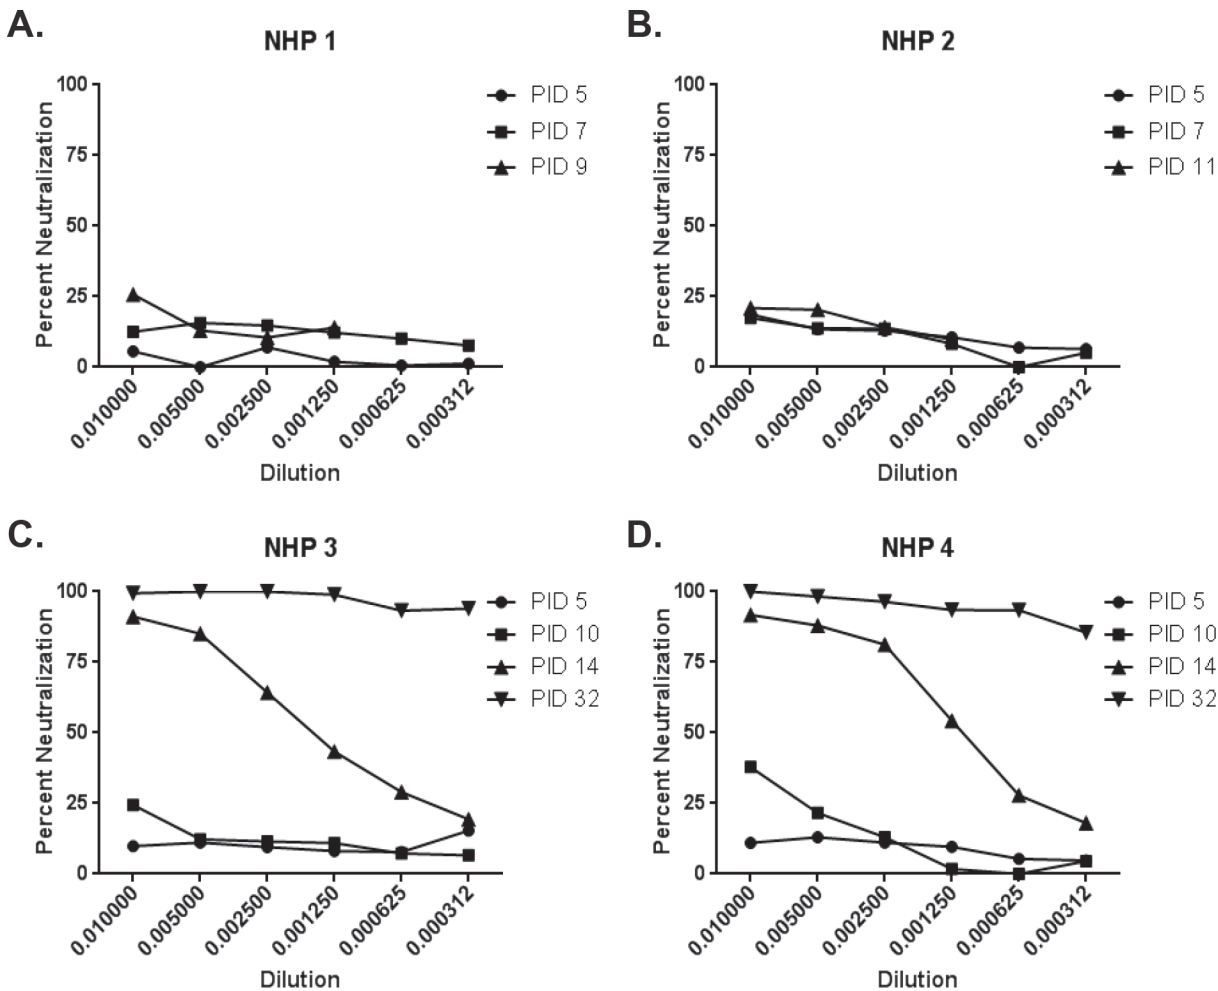 A.
NHP 1
Percent Neutralization
100
75
50
25
0
0.010000
0.0050000
0.002500
0.001250
0.000625
0.000312
Dilution
PID 5
PID 7
PID 9
B.
NHP 2
Percent Neutralization
100
75
50
25
0
0.010000
0.0050000
0.002500
0.001250
0.000625
0.000312
Dilution
PID 5
PID 7
PID 11
C.
NHP 3
Percent Neutralization
100
75
50
25
0
0.010000
0.0050000
0.002500
0.001250
0.000625
0.000312
Dilution
PID 5
PID 10
PID 14
PID 32
D.
NHP 4
Percent Neutralization
100
75
50
25
0
0.010000
0.0050000
0.002500
0.001250
0.000625
0.000312
Dilution
PID 5
PID 10
PID 14
PID 32